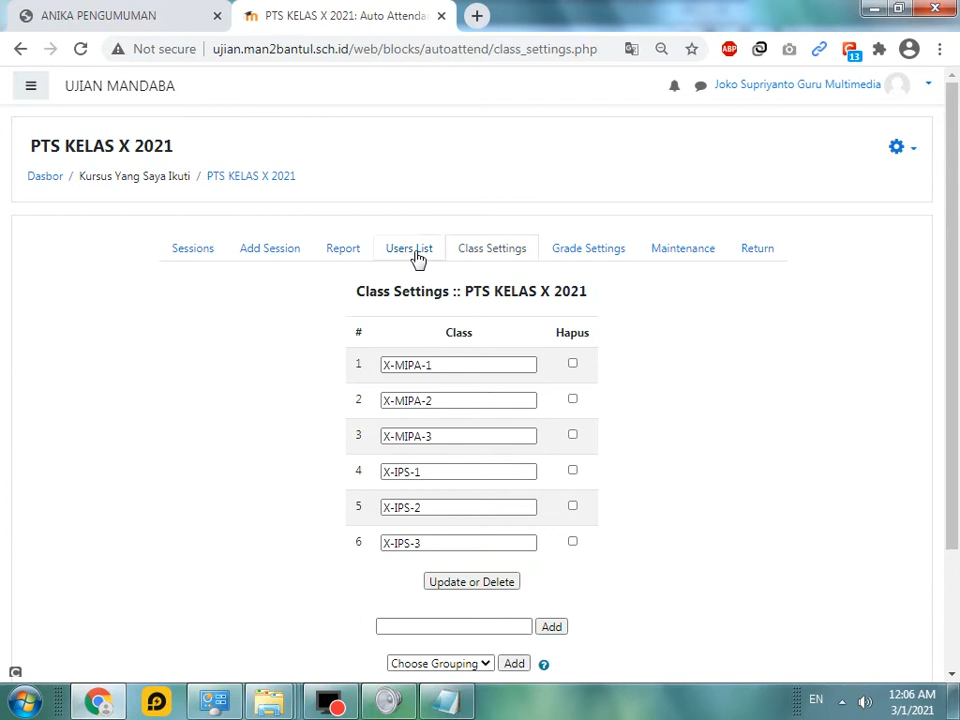 ANIKA PENGUMUMAN
PTS KELAS X 2021: Auto Attenda
Not secure
ujian.man2bantul.sch.id/web/blocks/autoattend/class_settings.php
ABP
13
UJIAN MANDABA
Joko Supriyanto Guru Multimedia
PTS KELAS X 2021
Dasbor / Kursus Yang Saya Ikuti / PTS KELAS X 2021
Sessions
Add Session
Report
Users List
Class Settings
Grade Settings
Maintenance
Return
Class Settings :: PTS KELAS X 2021
# Class Hapus
1 X-MIPA-1
2 X-MIPA-2
3 X-MIPA-3
4 X-IPS-1
5 X-IPS-2
6 X-IPS-3
Update or Delete
Add
Choose Grouping Add ?
EN
12:06 AM
3/1/2021